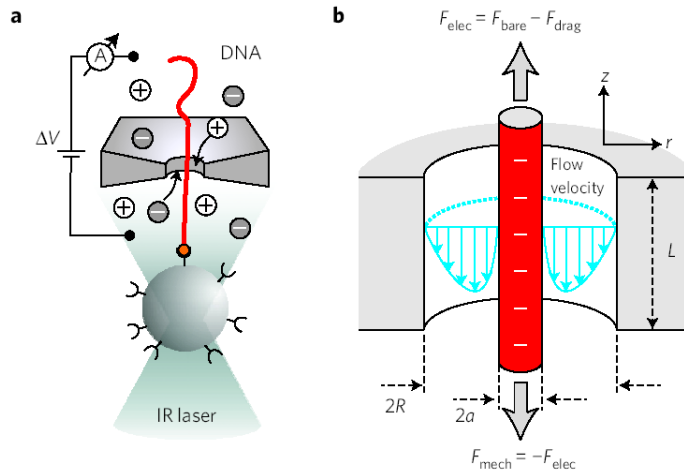 a
A
DNA
ΔV
+
−
+
−
+
−
+
−
+
IR laser
b
F_elec = F_bare − F_drag
z
r
Flow
velocity
L
2R
2a
F_mech = −F_elec